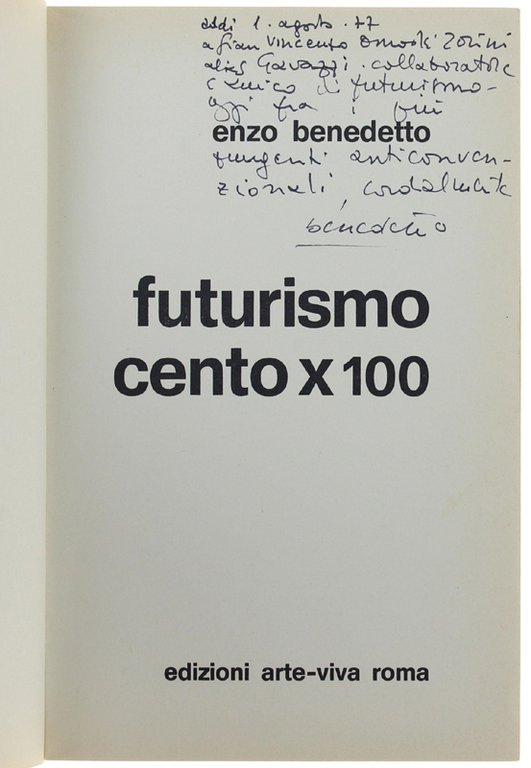 addì 1. agosto. 77
a Gian Vincenzo Omodei Zorini
alias Gavazzi. collaboratore
e amico di futurismo-
oggi fra i più
enzo benedetto
pungenti anticonven-
zionali, cordialmente
benedetto
futurismo
cento x 100
edizioni arte-viva roma